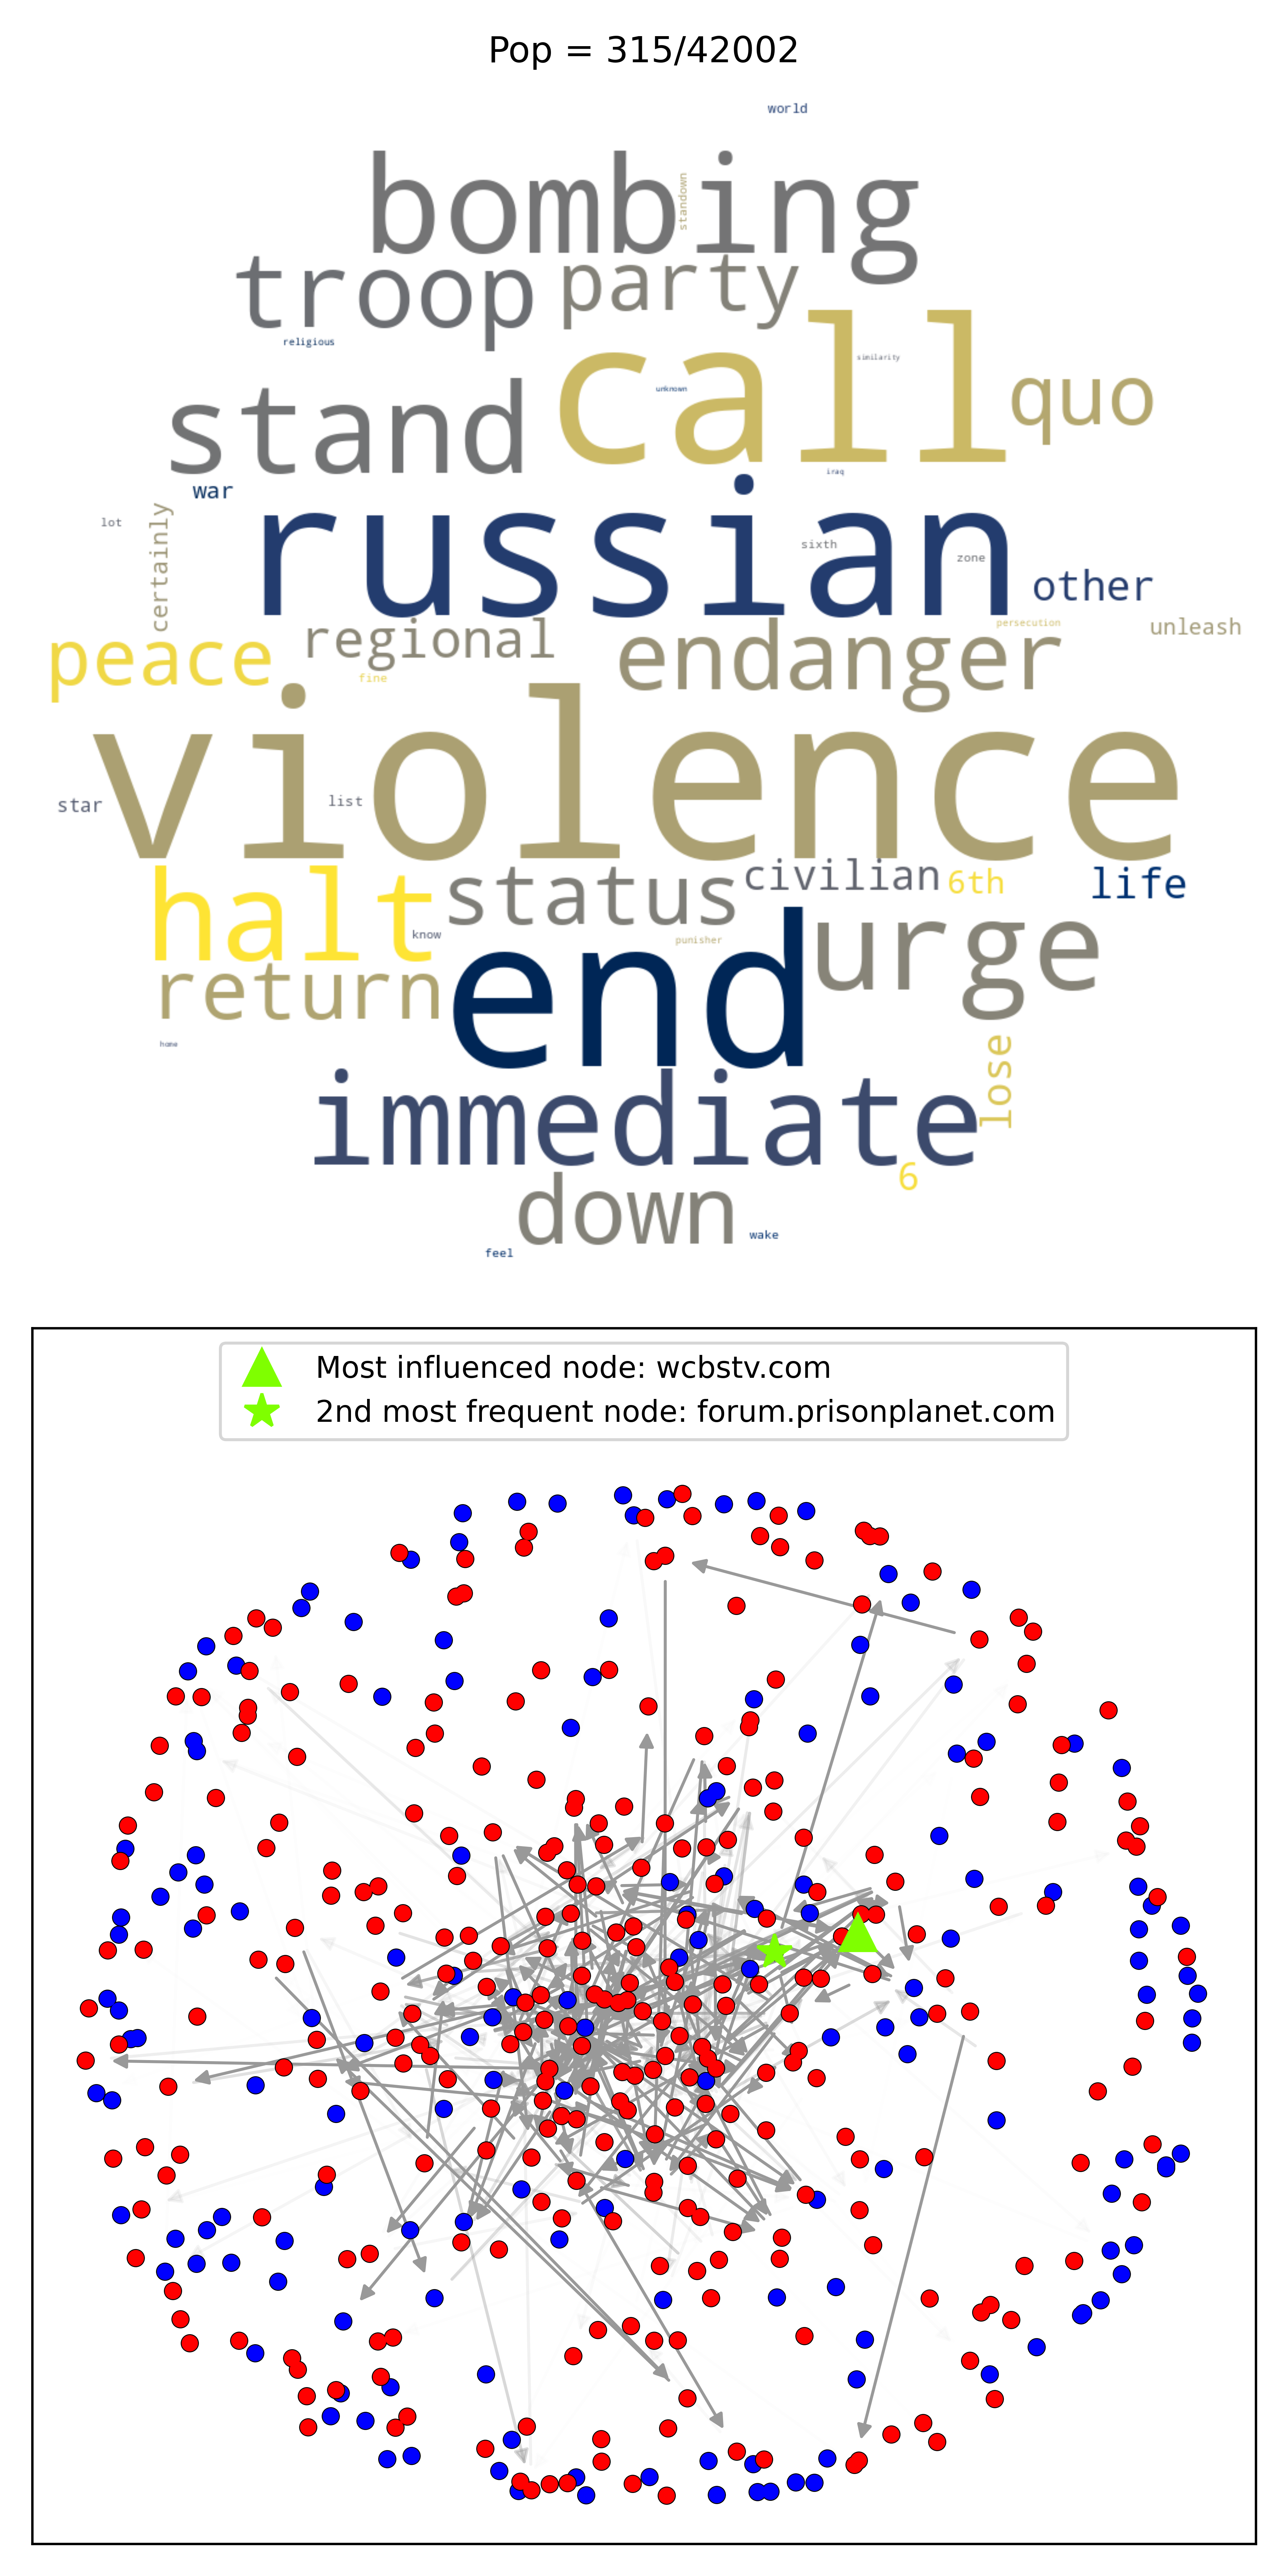 Pop = 315/42002
world
bombing
standown
troop
party
religious
call
similarity
unknown
quo
stand
iraq
war
russian
lot
certainly
sixth
zone
other
persecution
unleash
peace
regional
endanger
fine
violence
star
list
halt
status
civilian
6th
life
know
punisher
end
urge
return
home
lose
immediate
6
down
wake
feel
Most influenced node: wcbstv.com
2nd most frequent node: forum.prisonplanet.com